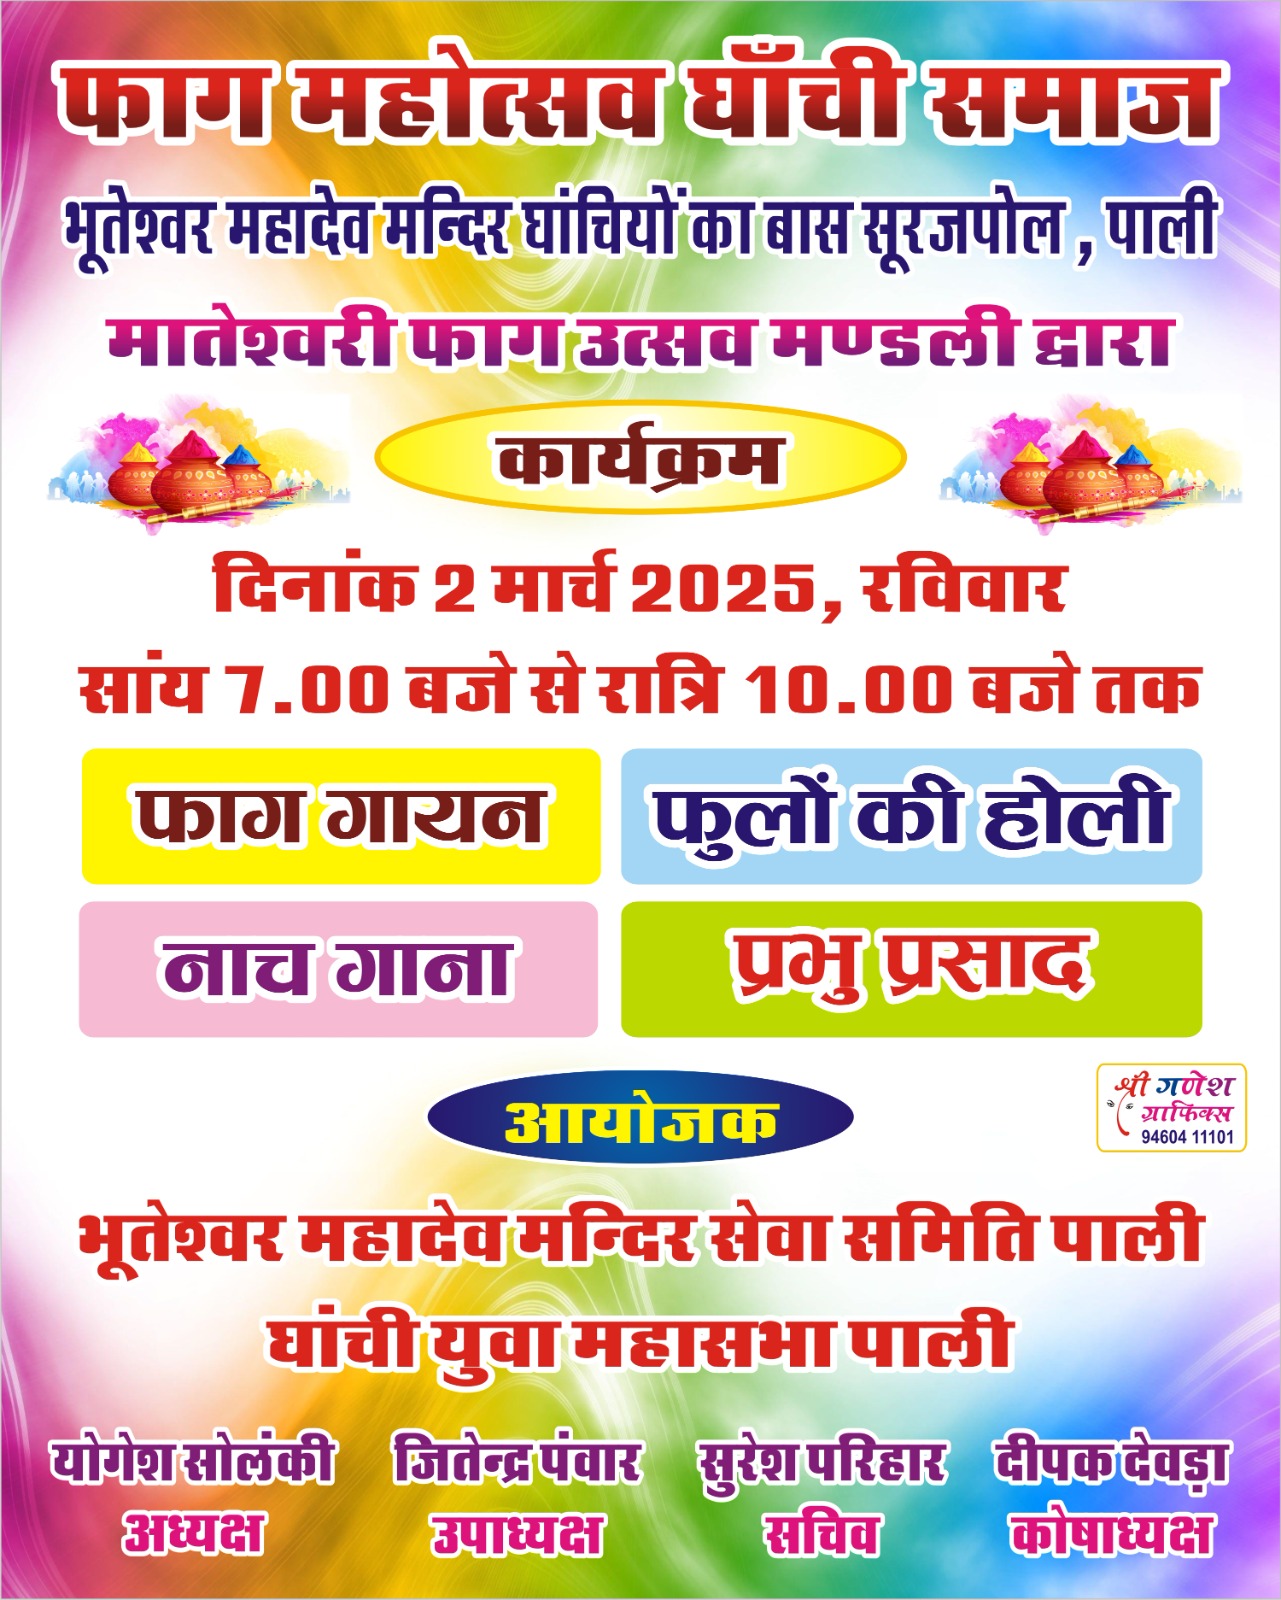 फाग महोत्सव घाँची समाज
भूतेश्वर महादेव मन्दिर घांचियों का बास सूरजपोल , पाली
मातेश्वरी फाग उत्सव मण्डली द्वारा
कार्यक्रम
दिनांक 2 मार्च 2025, रविवार
सांय 7.00 बजे से रात्रि 10.00 बजे तक
फाग गायन
फुलों की होली
नाच गाना
प्रभु प्रसाद
आयोजक
श्री गणेश
ग्राफिक्स
94604 11101
भूतेश्वर महादेव मन्दिर सेवा समिति पाली
घांची युवा महासभा पाली
योगेश सोलंकी जितेन्द्र पंवार सुरेश परिहार दीपक देवड़ा
अध्यक्ष उपाध्यक्ष सचिव कोषाध्यक्ष